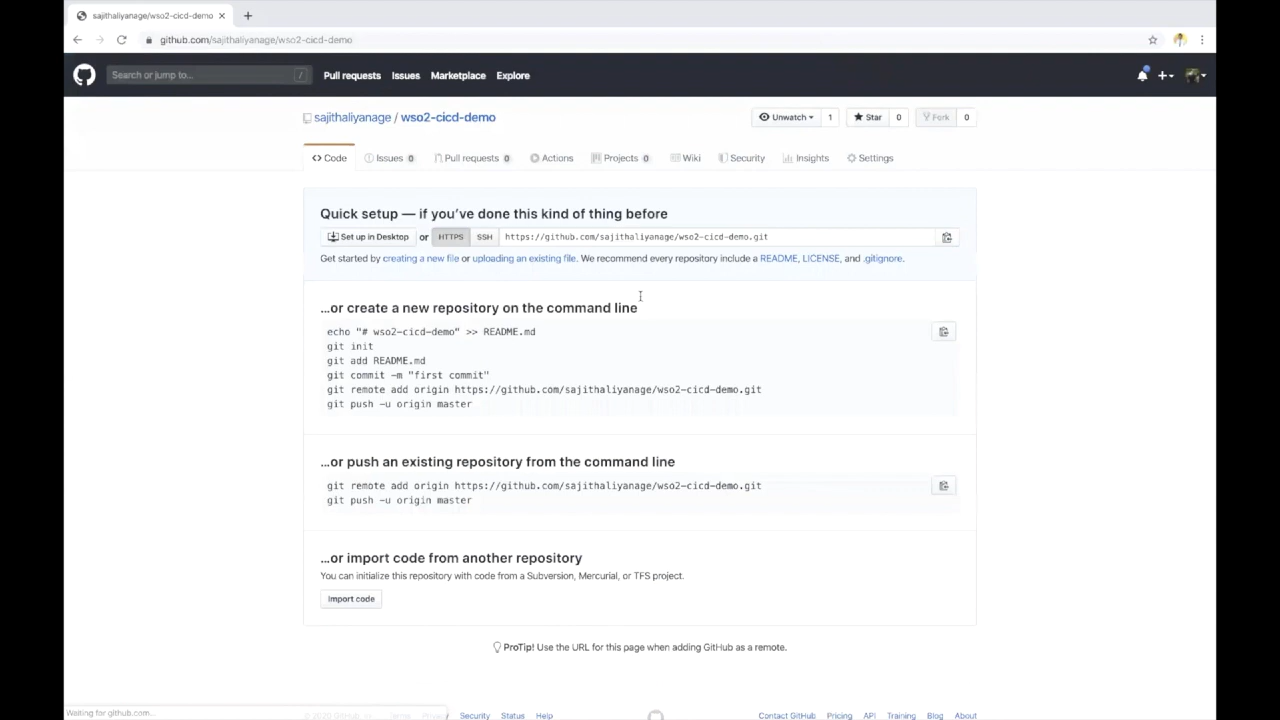 sajithaliyanage/wso2-cicd-demo
github.com/sajithaliyanage/wso2-cicd-demo
Search or jump to... /
Pull requests Issues Marketplace Explore
sajithaliyanage / wso2-cicd-demo
Unwatch 1 Star 0 Fork 0
Code Issues 0 Pull requests 0 Actions Projects 0 Wiki Security Insights Settings
Quick setup — if you've done this kind of thing before
Set up in Desktop or HTTPS SSH https://github.com/sajithaliyanage/wso2-cicd-demo.git
Get started by creating a new file or uploading an existing file. We recommend every repository include a README, LICENSE, and .gitignore.
…or create a new repository on the command line
echo "# wso2-cicd-demo" >> README.md
git init
git add README.md
git commit -m "first commit"
git remote add origin https://github.com/sajithaliyanage/wso2-cicd-demo.git
git push -u origin master
…or push an existing repository from the command line
git remote add origin https://github.com/sajithaliyanage/wso2-cicd-demo.git
git push -u origin master
…or import code from another repository
You can initialize this repository with code from a Subversion, Mercurial, or TFS project.
Import code
ProTip! Use the URL for this page when adding GitHub as a remote.
Waiting for github.com...
Security Status Help Contact GitHub Pricing API Training Blog About